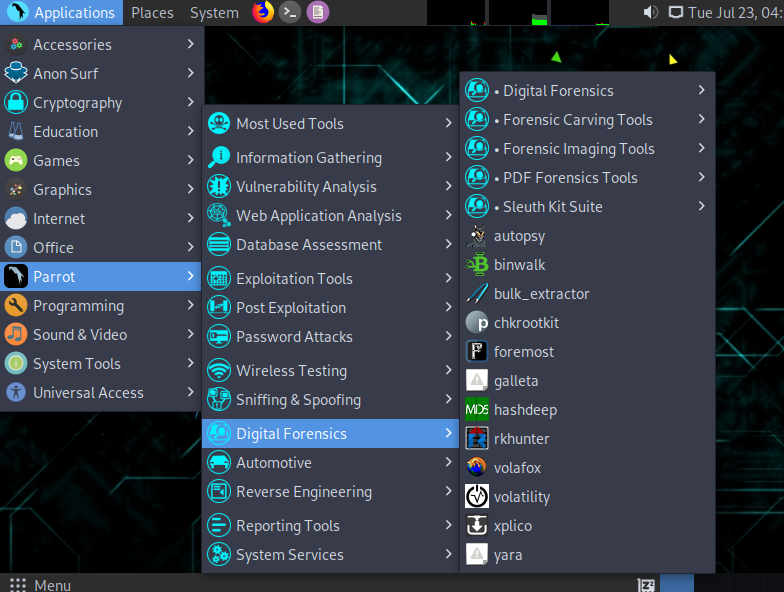 Applications Places System Tue Jul 23, 04:
Accessories
Anon Surf
Cryptography
Education
Games
Graphics
Internet
Office
Parrot
Programming
Sound & Video
System Tools
Universal Access
Most Used Tools
Information Gathering
Vulnerability Analysis
Web Application Analysis
Database Assessment
Exploitation Tools
Post Exploitation
Password Attacks
Wireless Testing
Sniffing & Spoofing
Digital Forensics
Automotive
Reverse Engineering
Reporting Tools
System Services
• Digital Forensics
• Forensic Carving Tools
• Forensic Imaging Tools
• PDF Forensics Tools
• Sleuth Kit Suite
autopsy
binwalk
bulk_extractor
chkrootkit
foremost
galleta
hashdeep
rkhunter
volafox
volatility
xplico
yara
Menu